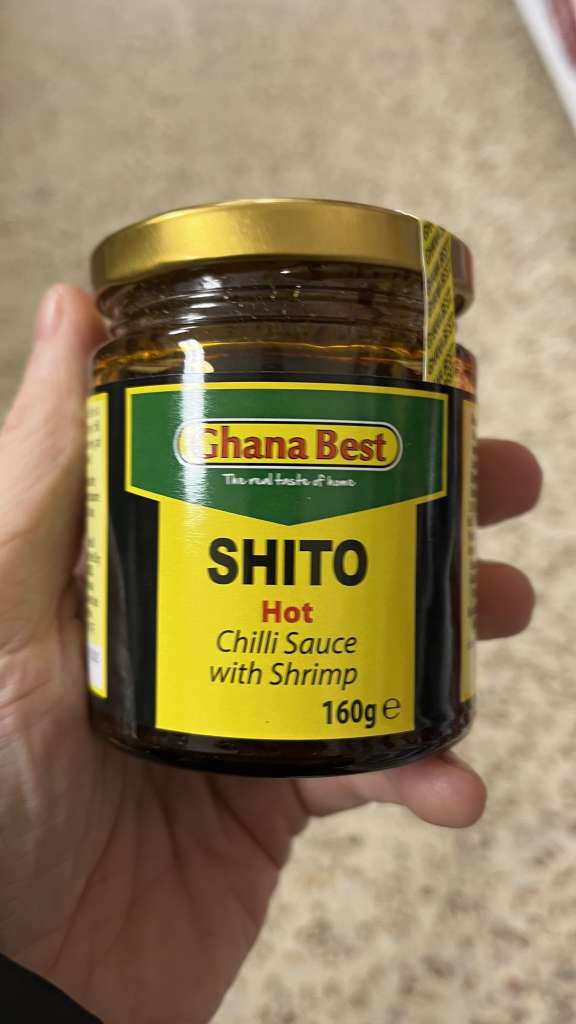 Ghana Best
The real taste of home
SHITO
Hot
Chilli Sauce
with Shrimp
160g e